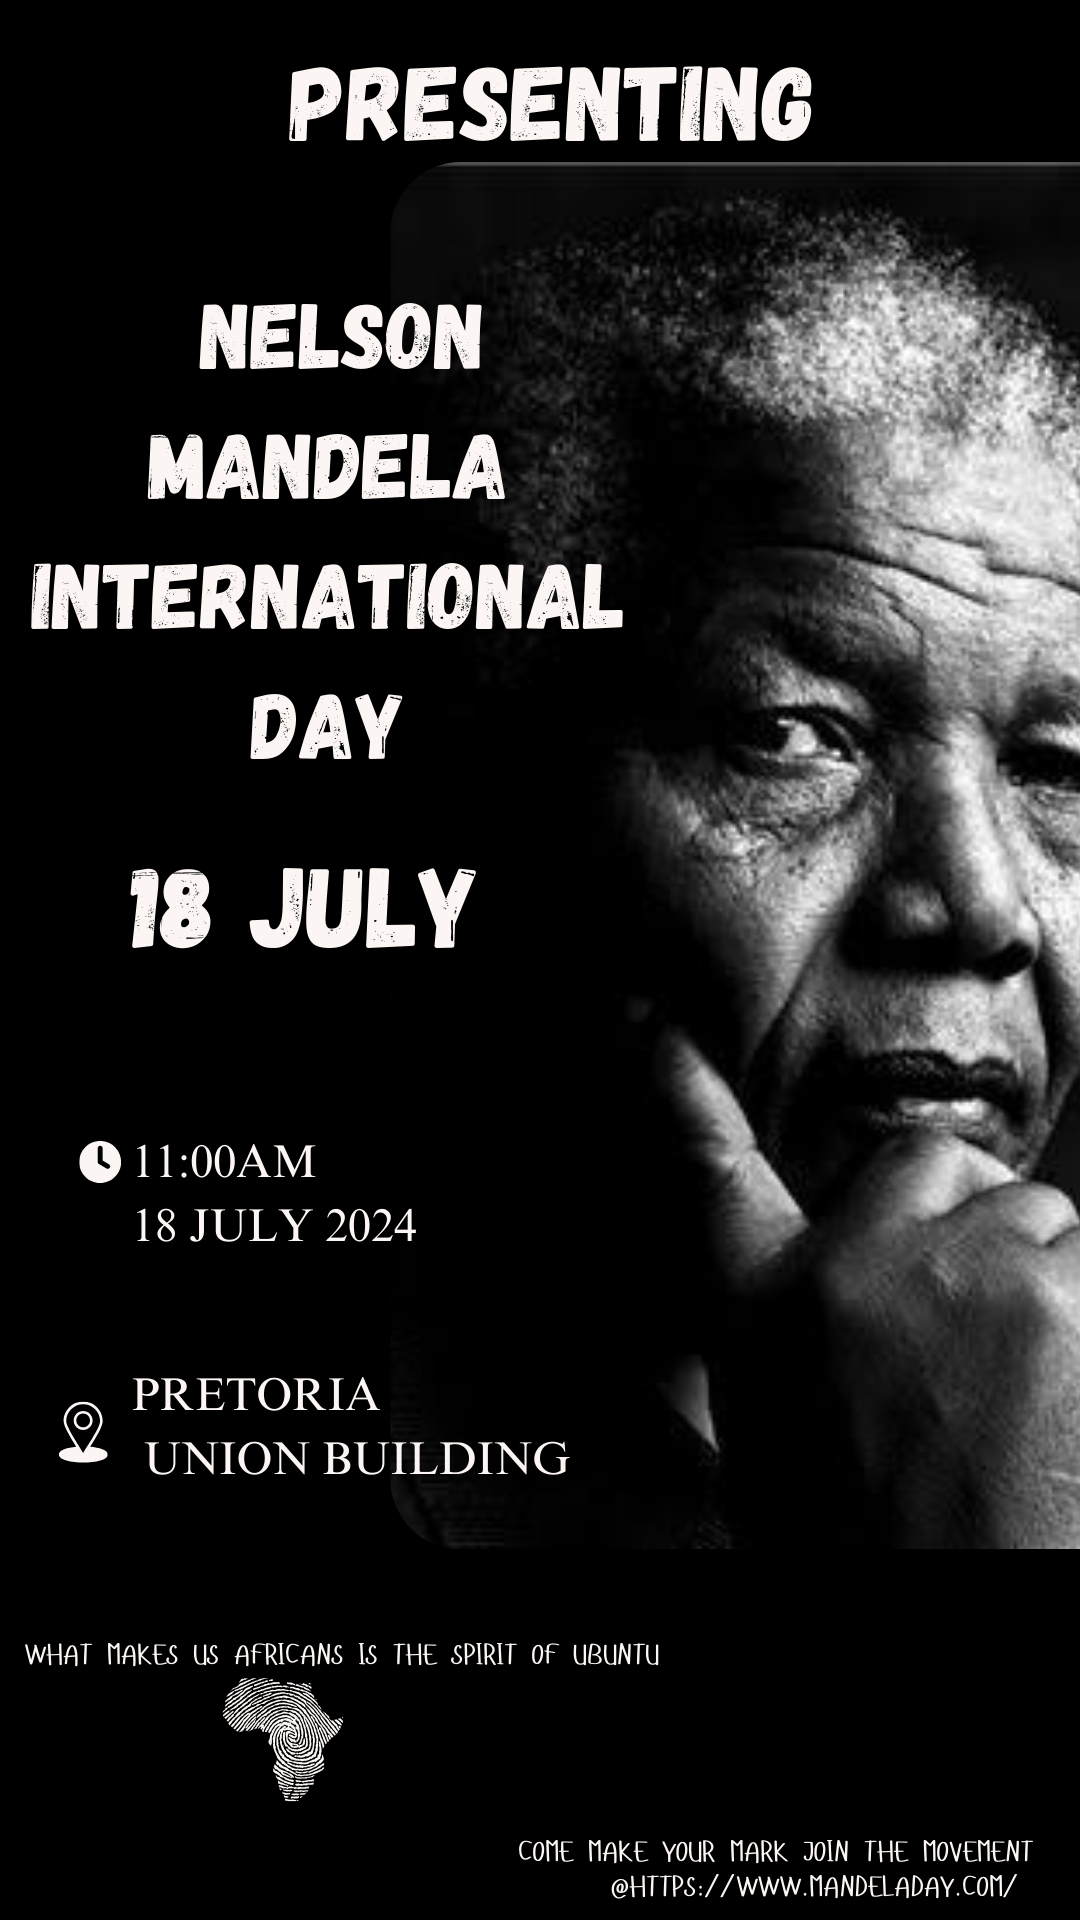 PRESENTING
NELSON
MANDELA
INTERNATIONAL
DAY
18 JULY
11:00AM
18 JULY 2024
PRETORIA
UNION BUILDING
WHAT MAKES US AFRICANS IS THE SPIRIT OF UBUNTU
COME MAKE YOUR MARK JOIN THE MOVEMENT
@HTTPS://WWW.MANDELADAY.COM/